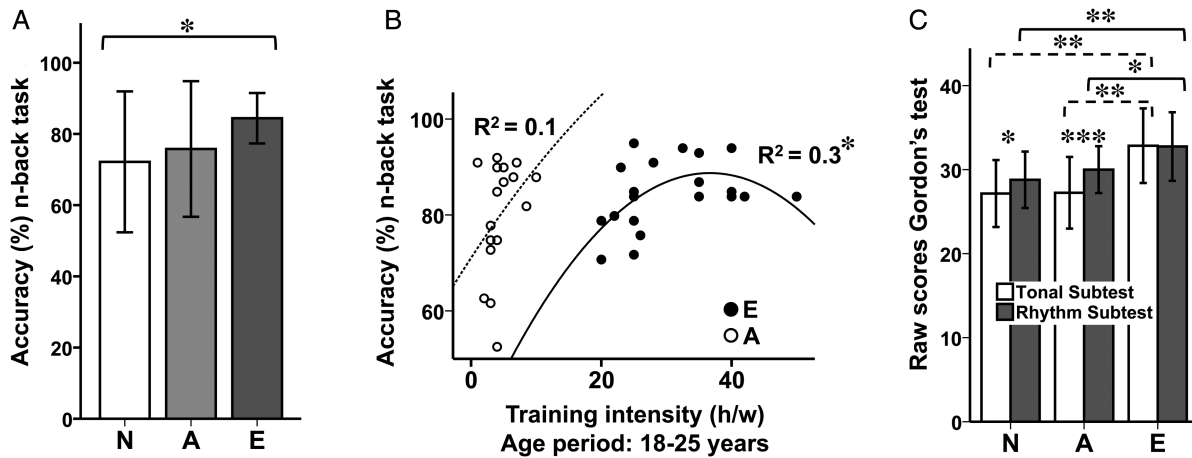 A
Accuracy (%) n-back task
100
80
60
40
20
0
*
N A E
B
Accuracy (%) n-back task
100
80
60
R² = 0.1
R² = 0.3*
E
A
0 20 40
Training intensity (h/w)
Age period: 18-25 years
C
Raw scores Gordon's test
40
30
20
10
0
**
**
*
**
* ***
Tonal Subtest
Rhythm Subtest
N A E